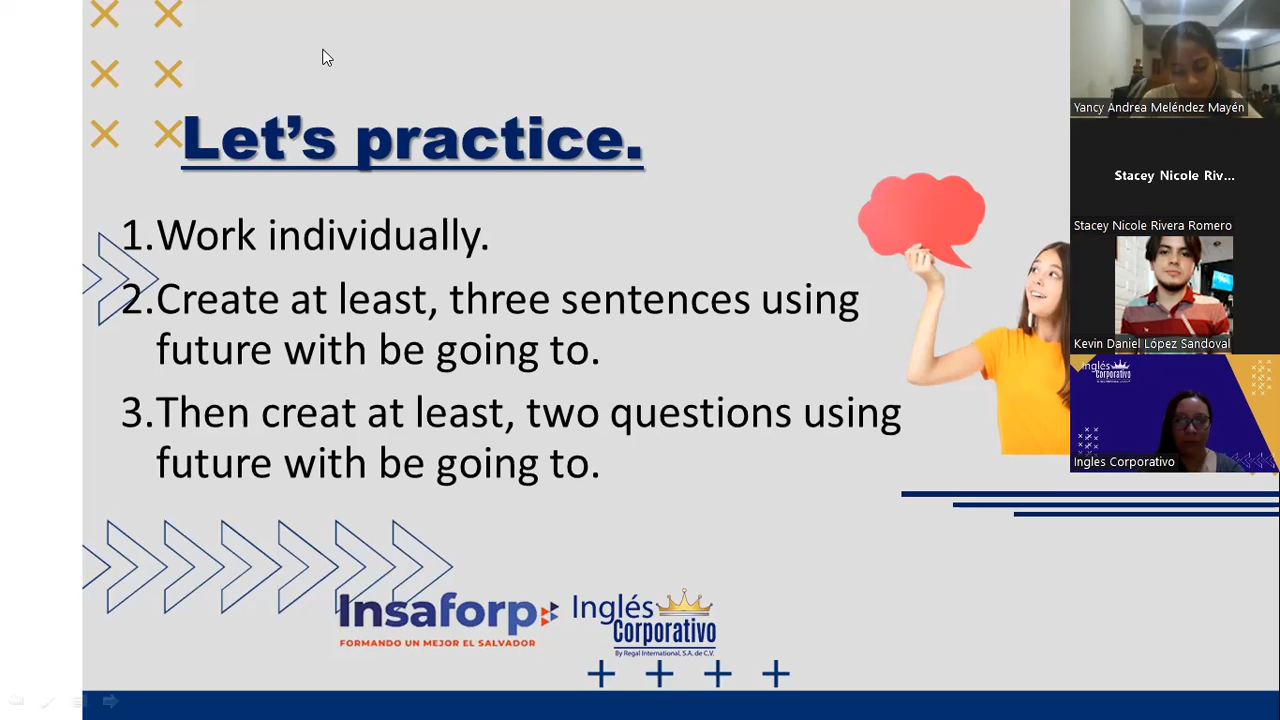 Let's practice.
1.Work individually.
2.Create at least, three sentences using
future with be going to.
3.Then creat at least, two questions using
future with be going to.
Insaforp
FORMANDO UN MEJOR EL SALVADOR
Inglés
Corporativo
By Regal International, S.A. de C.V.
Yancy Andrea Meléndez Mayén
Stacey Nicole Riv...
Stacey Nicole Rivera Romero
Kevin Daniel López Sandoval
Inglés
Corporativo
Ingles Corporativo